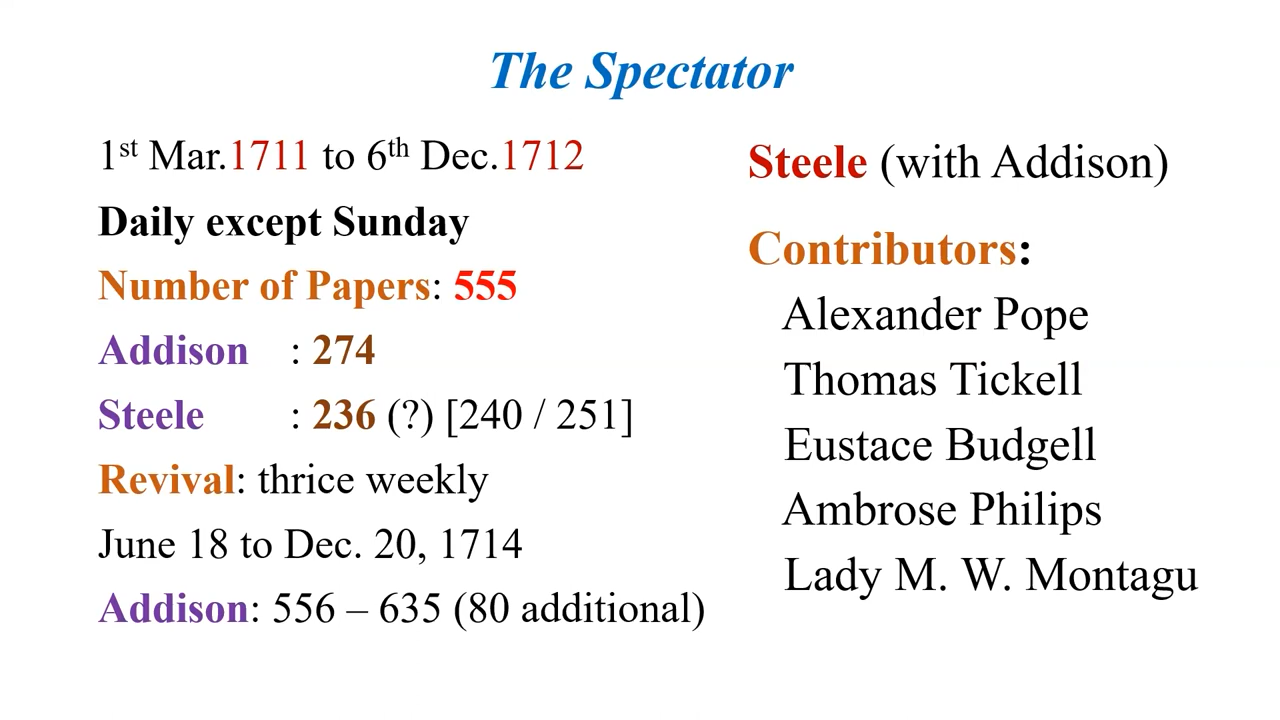 The Spectator
1st Mar.1711 to 6th Dec.1712
Daily except Sunday
Number of Papers: 555
Addison : 274
Steele : 236 (?) [240 / 251]
Revival: thrice weekly
June 18 to Dec. 20, 1714
Addison: 556 – 635 (80 additional)
Steele (with Addison)
Contributors:
Alexander Pope
Thomas Tickell
Eustace Budgell
Ambrose Philips
Lady M. W. Montagu